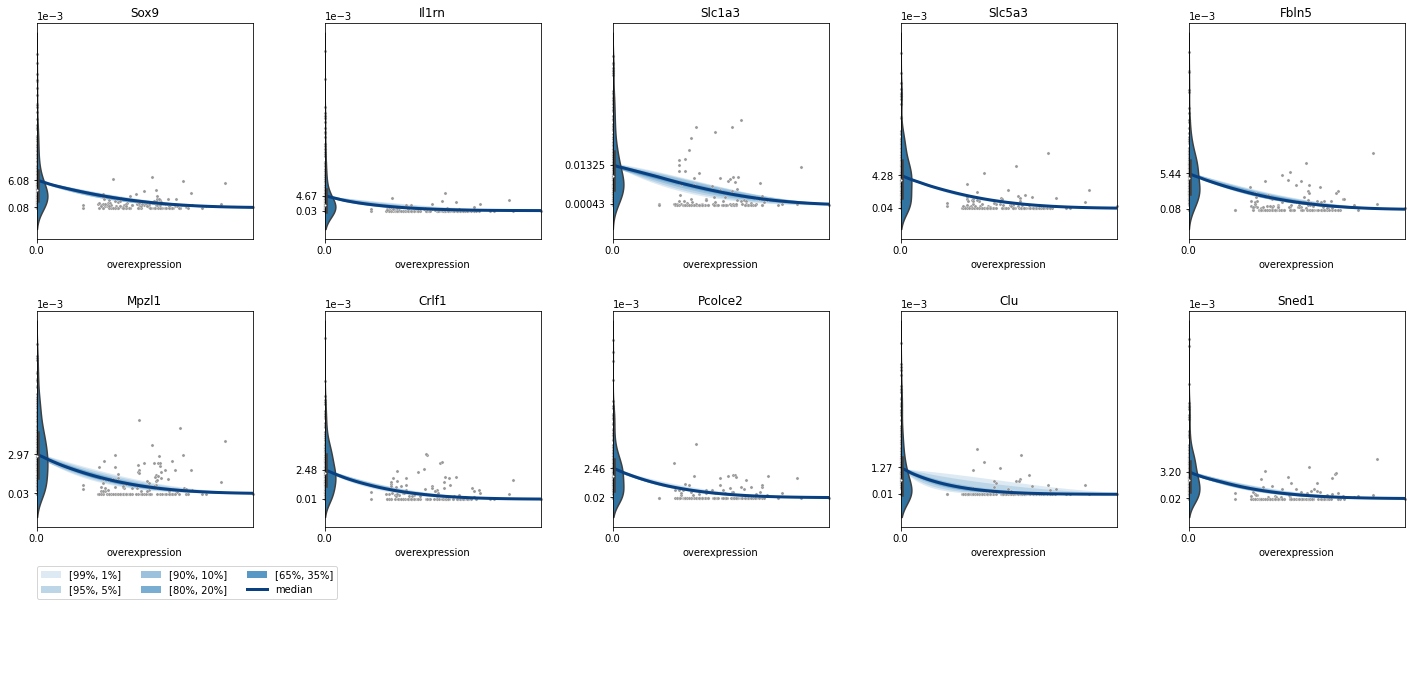 Sox9
1e−3
6.08
0.08
0.0
overexpression
Il1rn
1e−3
4.67
0.03
0.0
overexpression
Slc1a3
0.01325
0.00043
0.0
overexpression
Slc5a3
1e−3
4.28
0.04
0.0
overexpression
Fbln5
1e−3
5.44
0.08
0.0
overexpression
Mpzl1
1e−3
2.97
0.03
0.0
overexpression
Crlf1
1e−3
2.48
0.01
0.0
overexpression
Pcolce2
1e−3
2.46
0.02
0.0
overexpression
Clu
1e−3
1.27
0.01
0.0
overexpression
Sned1
1e−3
3.20
0.02
0.0
overexpression
[99%, 1%] [90%, 10%] [65%, 35%]
[95%, 5%] [80%, 20%] median